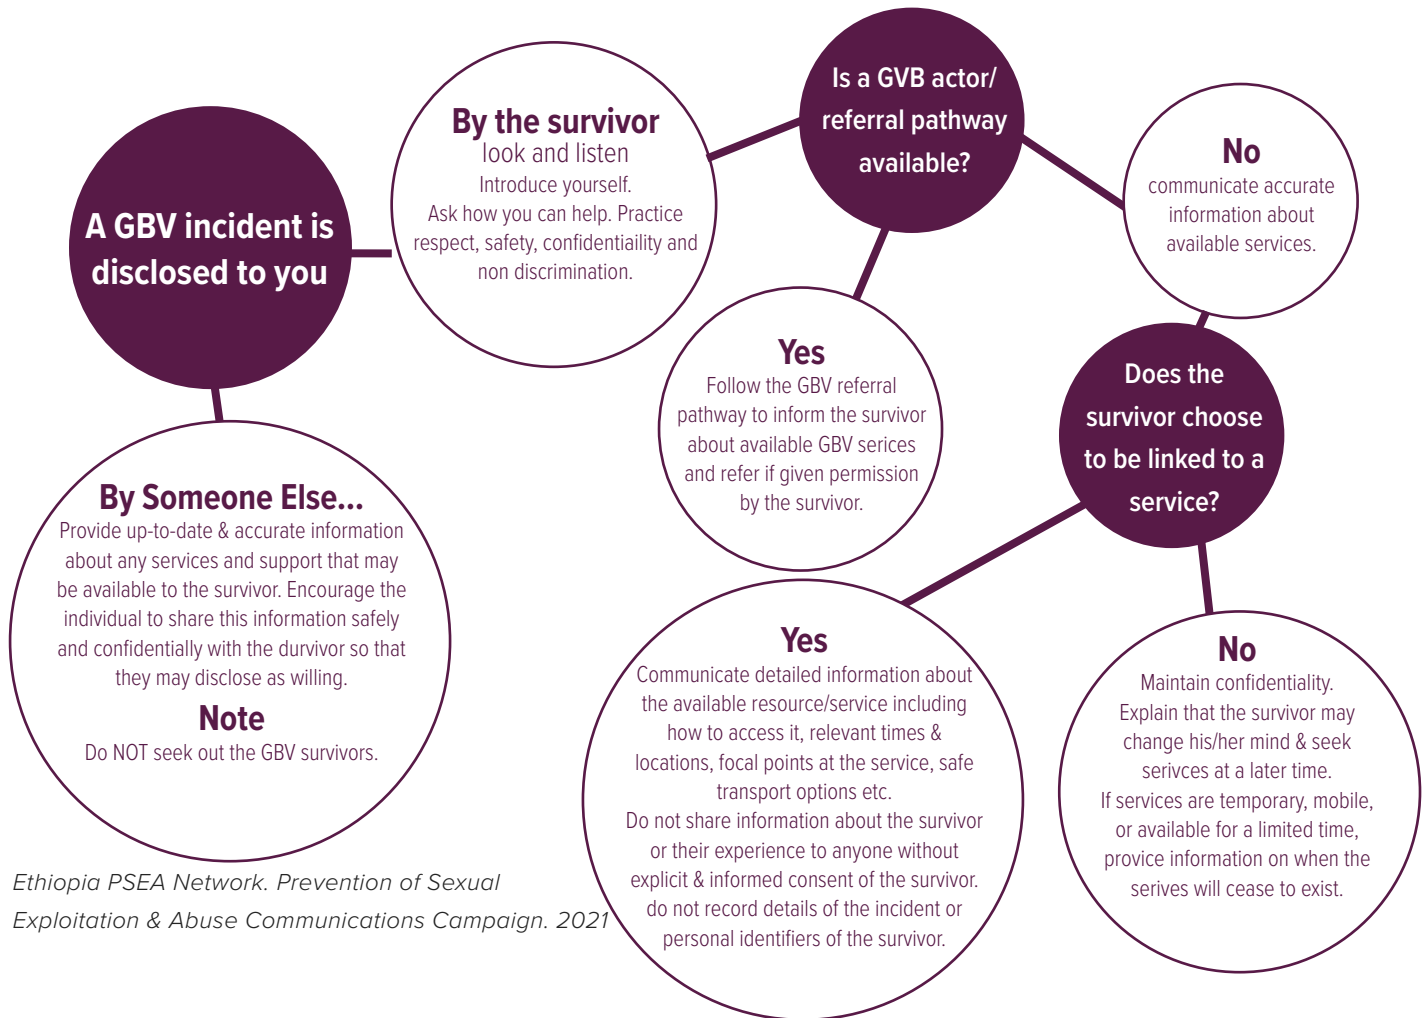 A GBV incident is
disclosed to you
By the survivor
look and listen
Introduce yourself.
Ask how you can help. Practice
respect, safety, confidentiaility and
non discrimination.
Is a GVB actor/
referral pathway
available?
No
communicate accurate
information about
available services.
Yes
Follow the GBV referral
pathway to inform the survivor
about available GBV serices
and refer if given permission
by the survivor.
Does the
survivor choose
to be linked to a
service?
By Someone Else...
Provide up-to-date & accurate information
about any services and support that may
be available to the survivor. Encourage the
individual to share this information safely
and confidentially with the durvivor so that
they may disclose as willing.
Note
Do NOT seek out the GBV survivors.
Yes
Communicate detailed information about
the available resource/service including
how to access it, relevant times &
locations, focal points at the service, safe
transport options etc.
Do not share information about the survivor
or their experience to anyone without
explicit & informed consent of the survivor.
do not record details of the incident or
personal identifiers of the survivor.
No
Maintain confidentiality.
Explain that the survivor may
change his/her mind & seek
serivces at a later time.
If services are temporary, mobile,
or available for a limited time,
provice information on when the
serives will cease to exist.
Ethiopia PSEA Network. Prevention of Sexual
Exploitation & Abuse Communications Campaign. 2021